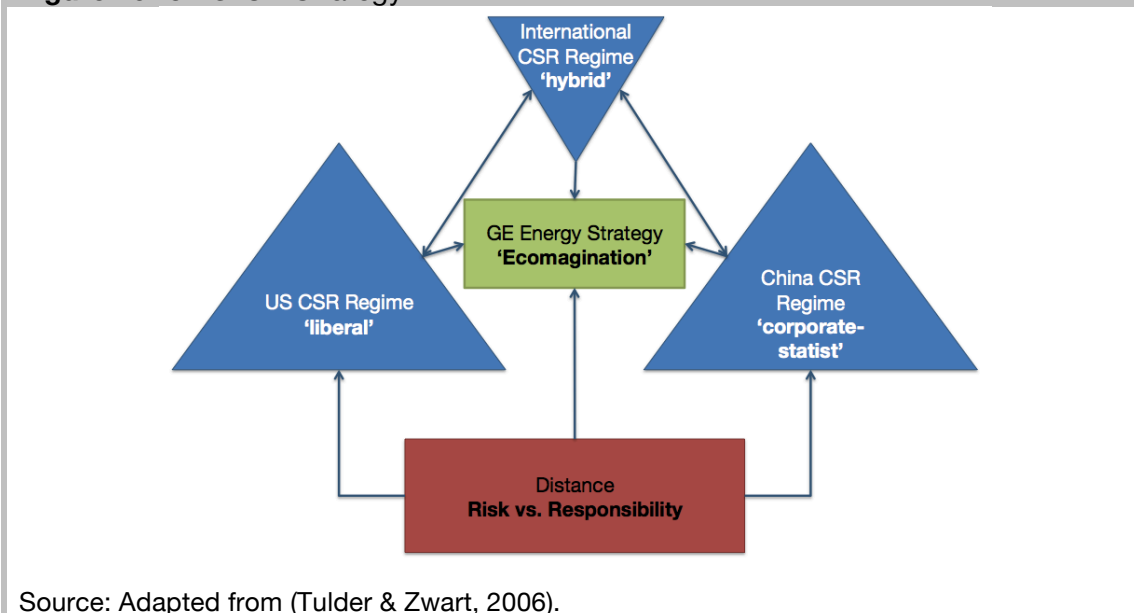 International
CSR Regime
'hybrid'
GE Energy Strategy
'Ecomagination'
US CSR Regime
'liberal'
China CSR
Regime
'corporate-
statist'
Distance
Risk vs. Responsibility
Source: Adapted from (Tulder & Zwart, 2006).